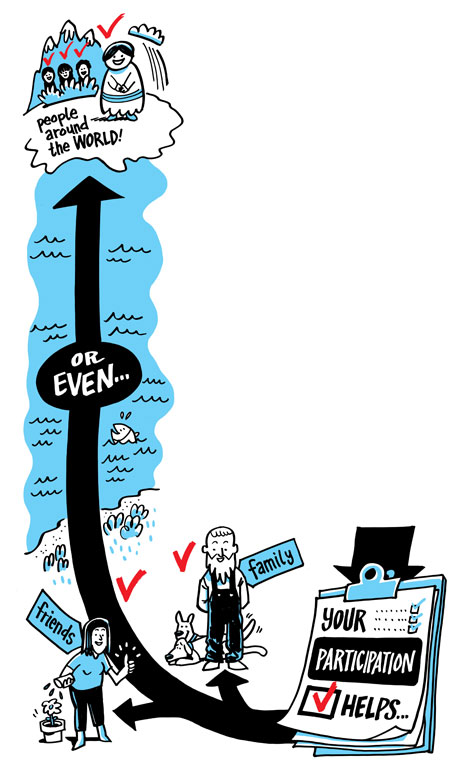 YOUR
PARTICIPATION
HELPS...
family
friends
OR
EVEN...
people
around
the WORLD!